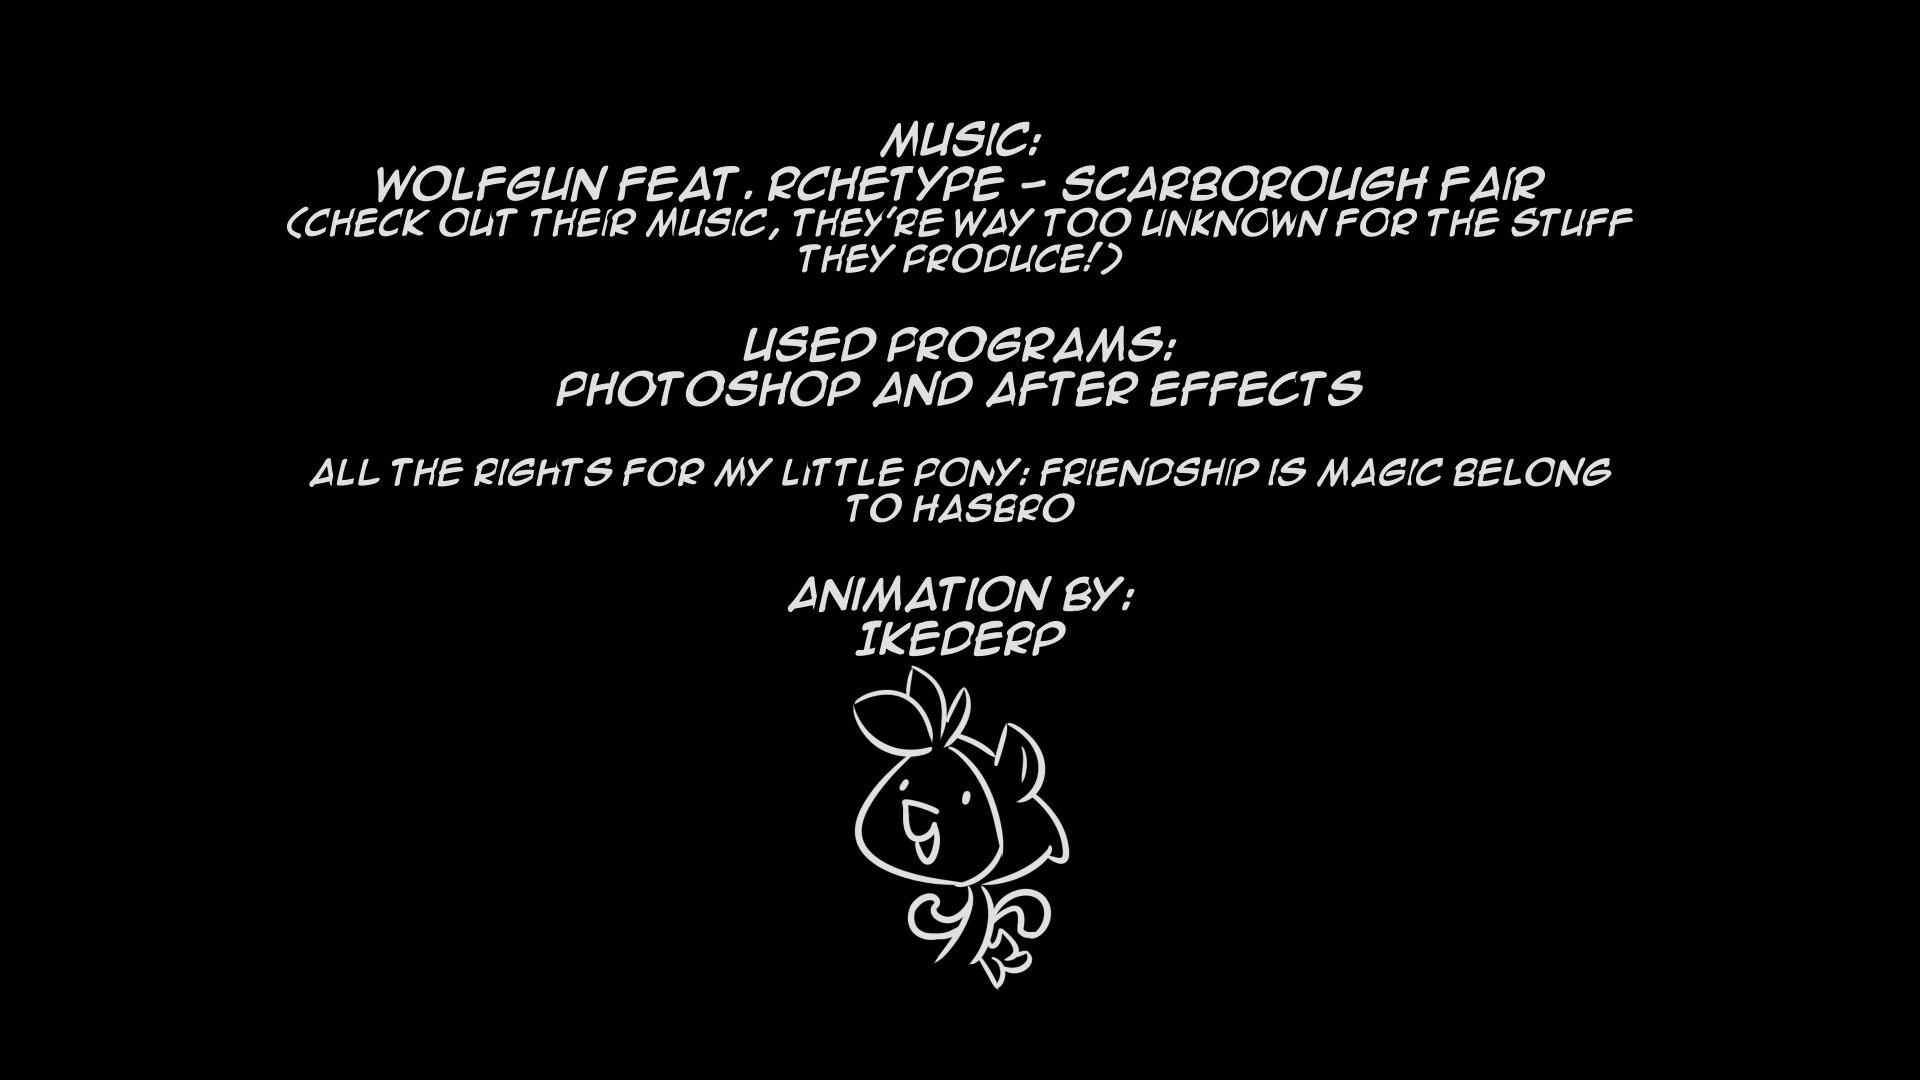 MUSIC:
WOLFGUN FEAT. RCHETYPE - SCARBOROUGH FAIR
(CHECK OUT THEIR MUSIC, THEY'RE WAY TOO UNKNOWN FOR THE STUFF
THEY PRODUCE!)
USED PROGRAMS:
PHOTOSHOP AND AFTER EFFECTS
ALL THE RIGHTS FOR MY LITTLE PONY: FRIENDSHIP IS MAGIC BELONG
TO HASBRO
ANIMATION BY:
IKEDERP